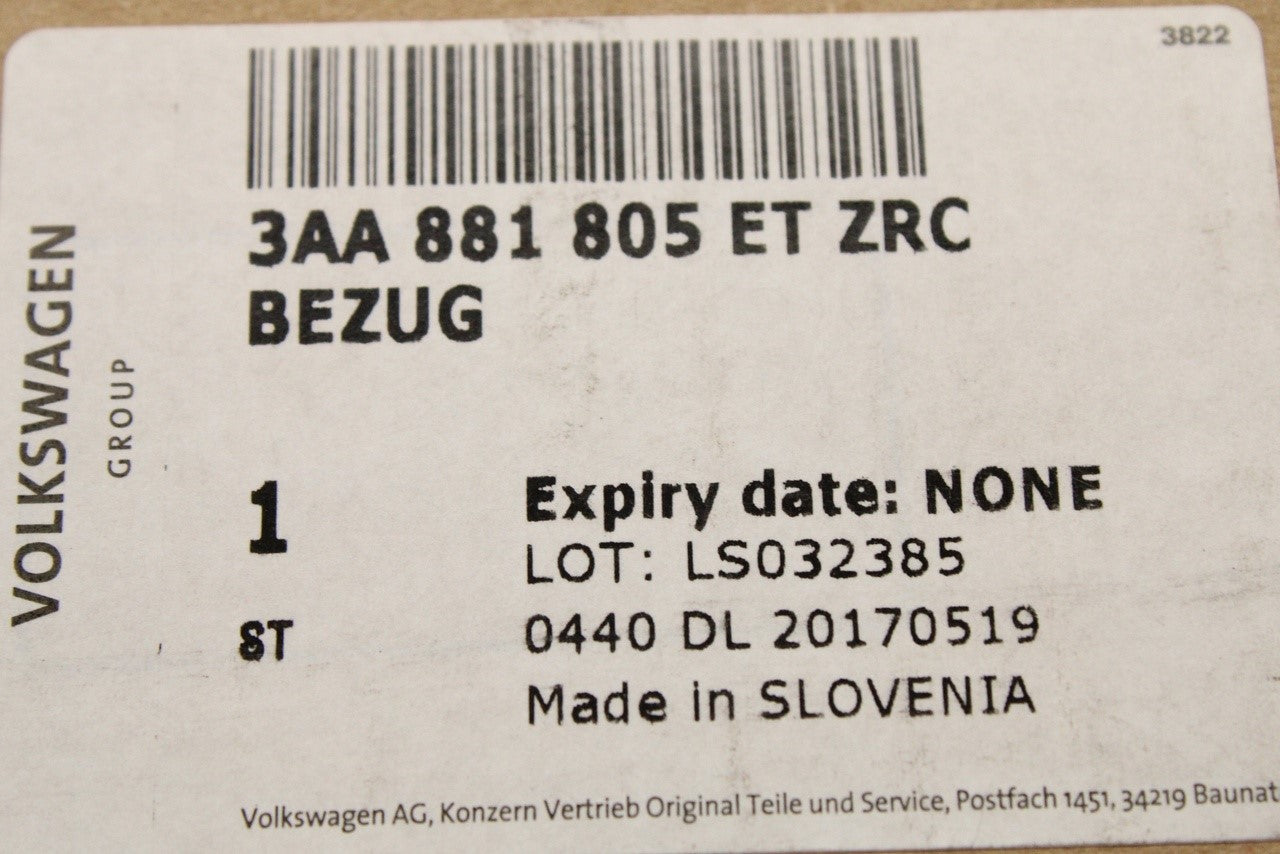 3822
3AA 881 805 ET ZRC
BEZUG
VOLKSWAGEN
GROUP
1
Expiry date: NONE
LOT: LS032385
ST
0440 DL 20170519
Made in SLOVENIA
Volkswagen AG, Konzern Vertrieb Original Teile und Service, Postfach 1451, 34219 Baunat